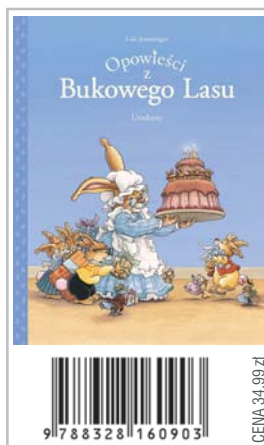 Opowieści
z
Bukowego Lasu
Urodziny
9 788328 160903
CENA 34,99 zł